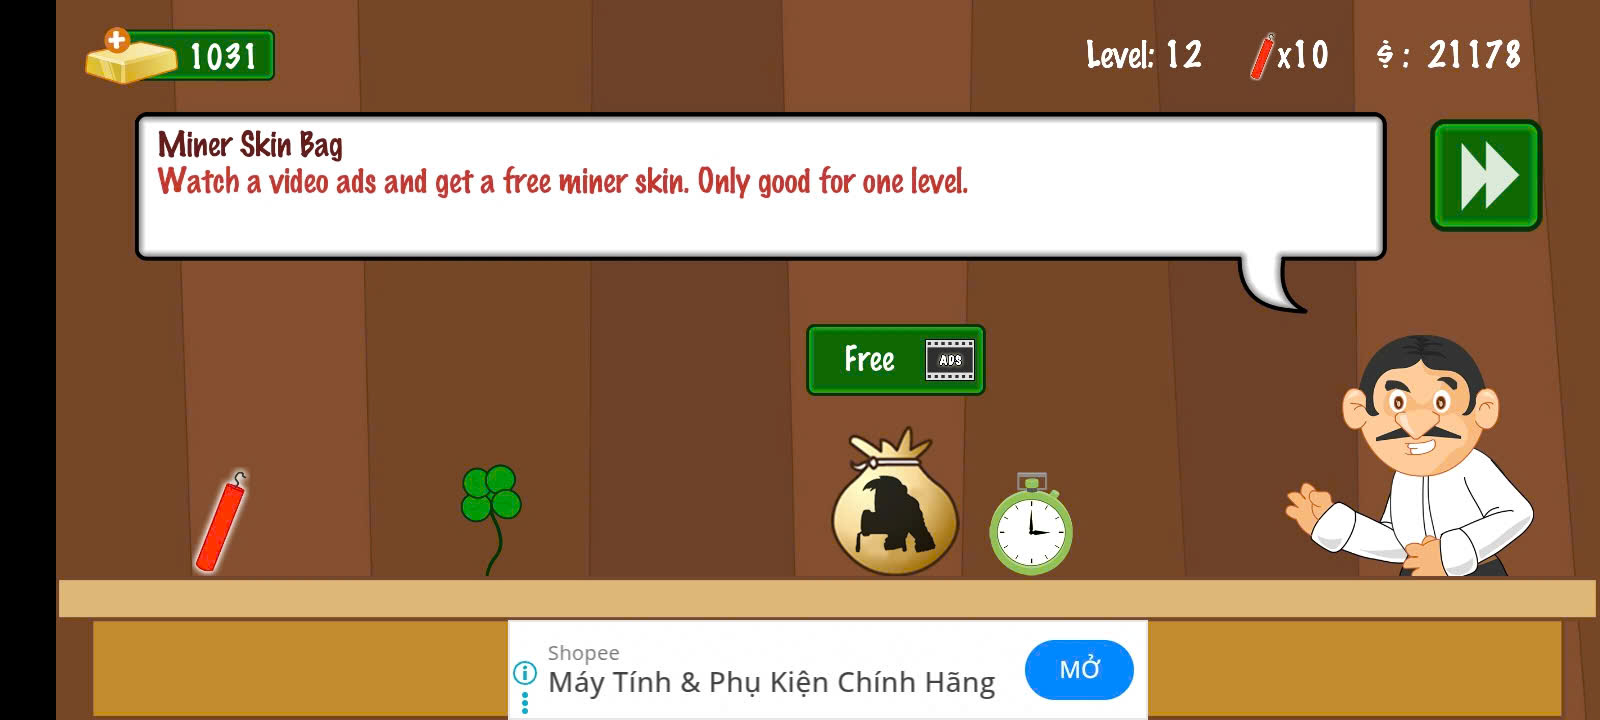 1031
Level: 12
x10
$ : 21178
Miner Skin Bag
Watch a video ads and get a free miner skin. Only good for one level.
Free
ADS
Shopee
Máy Tính & Phụ Kiện Chính Hãng
MỞ